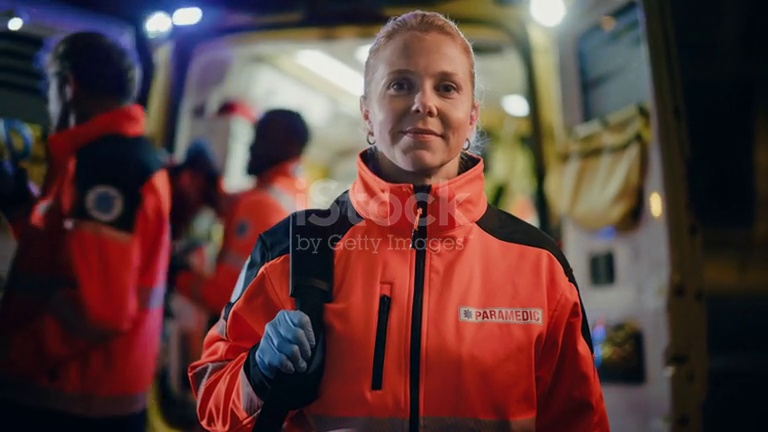 iStock
by Getty Images
PARAMEDIC